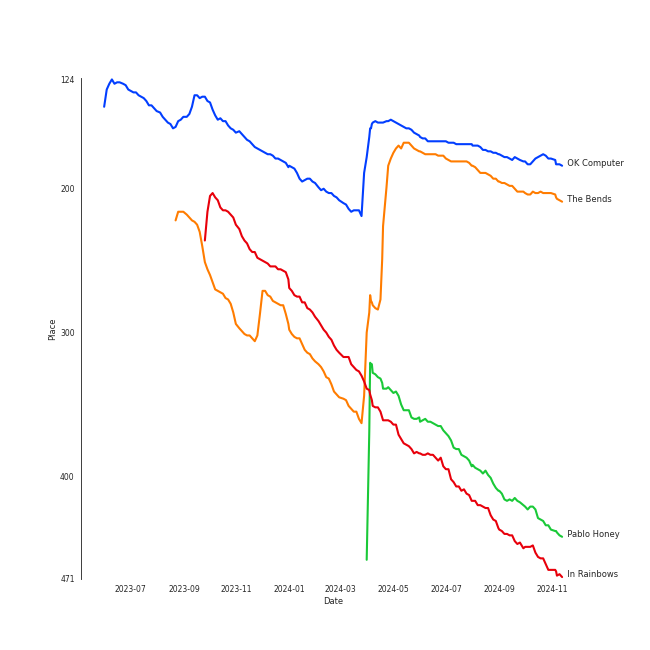 124
200
300
400
471
Place
2023-07
2023-09
2023-11
2024-01
2024-03
2024-05
2024-07
2024-09
2024-11
Date
OK Computer
The Bends
Pablo Honey
In Rainbows